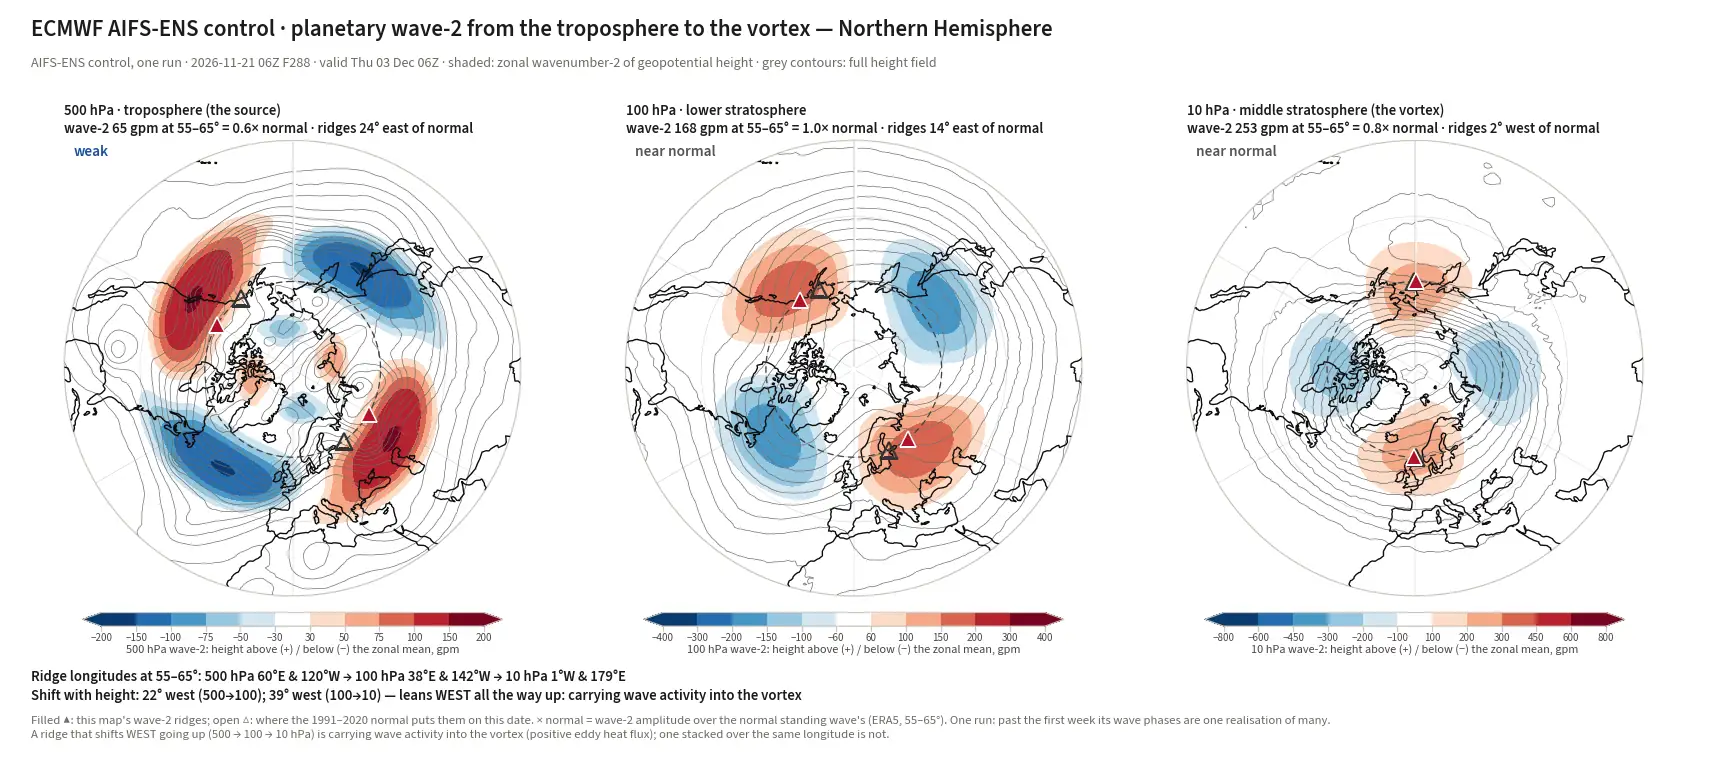 ECMWF AIFS-ENS control · planetary wave-2 from the troposphere to the vortex — Northern Hemisphere
AIFS-ENS control, one run · 2026-11-21 06Z F288 · valid Thu 03 Dec 06Z · shaded: zonal wavenumber-2 of geopotential height · grey contours: full height field
500 hPa · troposphere (the source)
wave-2 65 gpm at 55–65° = 0.6× normal · ridges 24° east of normal
weak
100 hPa · lower stratosphere
wave-2 168 gpm at 55–65° = 1.0× normal · ridges 14° east of normal
near normal
10 hPa · middle stratosphere (the vortex)
wave-2 253 gpm at 55–65° = 0.8× normal · ridges 2° west of normal
near normal
−200 −150 −100 −75 −50 −30 30 50 75 100 150 200
500 hPa wave-2: height above (+) / below (−) the zonal mean, gpm
−400 −300 −200 −150 −100 −60 60 100 150 200 300 400
100 hPa wave-2: height above (+) / below (−) the zonal mean, gpm
−800 −600 −450 −300 −200 −100 100 200 300 450 600 800
10 hPa wave-2: height above (+) / below (−) the zonal mean, gpm
Ridge longitudes at 55–65°: 500 hPa 60°E & 120°W → 100 hPa 38°E & 142°W → 10 hPa 1°W & 179°E
Shift with height: 22° west (500→100); 39° west (100→10) — leans WEST all the way up: carrying wave activity into the vortex
Filled ▲: this map's wave-2 ridges; open △: where the 1991–2020 normal puts them on this date. × normal = wave-2 amplitude over the normal standing wave's (ERA5, 55–65°). One run: past the first week its wave phases are one realisation of many.
A ridge that shifts WEST going up (500 → 100 → 10 hPa) is carrying wave activity into the vortex (positive eddy heat flux); one stacked over the same longitude is not.